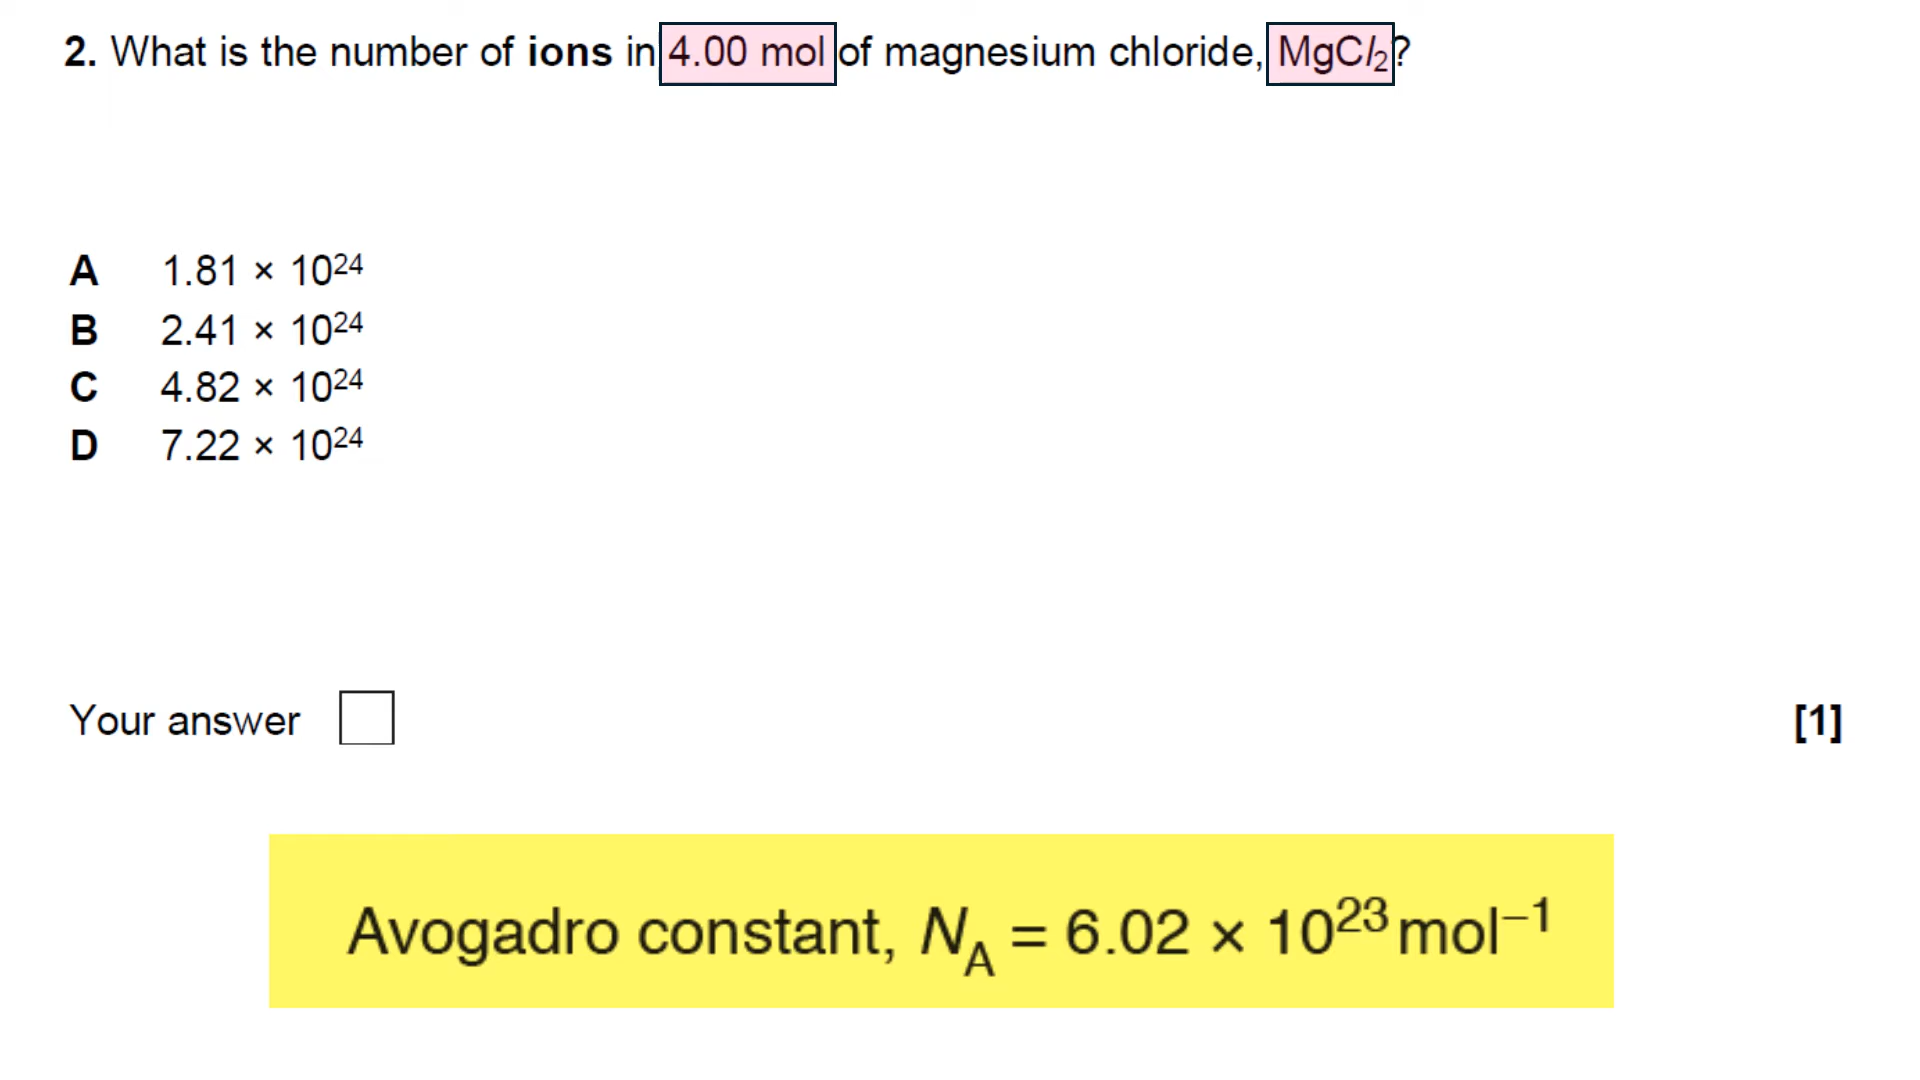 2. What is the number of ions in 4.00 mol of magnesium chloride, MgCl₂?
A 1.81 × 10²⁴
B 2.41 × 10²⁴
C 4.82 × 10²⁴
D 7.22 × 10²⁴
Your answer [1]
Avogadro constant, N_A = 6.02 × 10²³ mol⁻¹